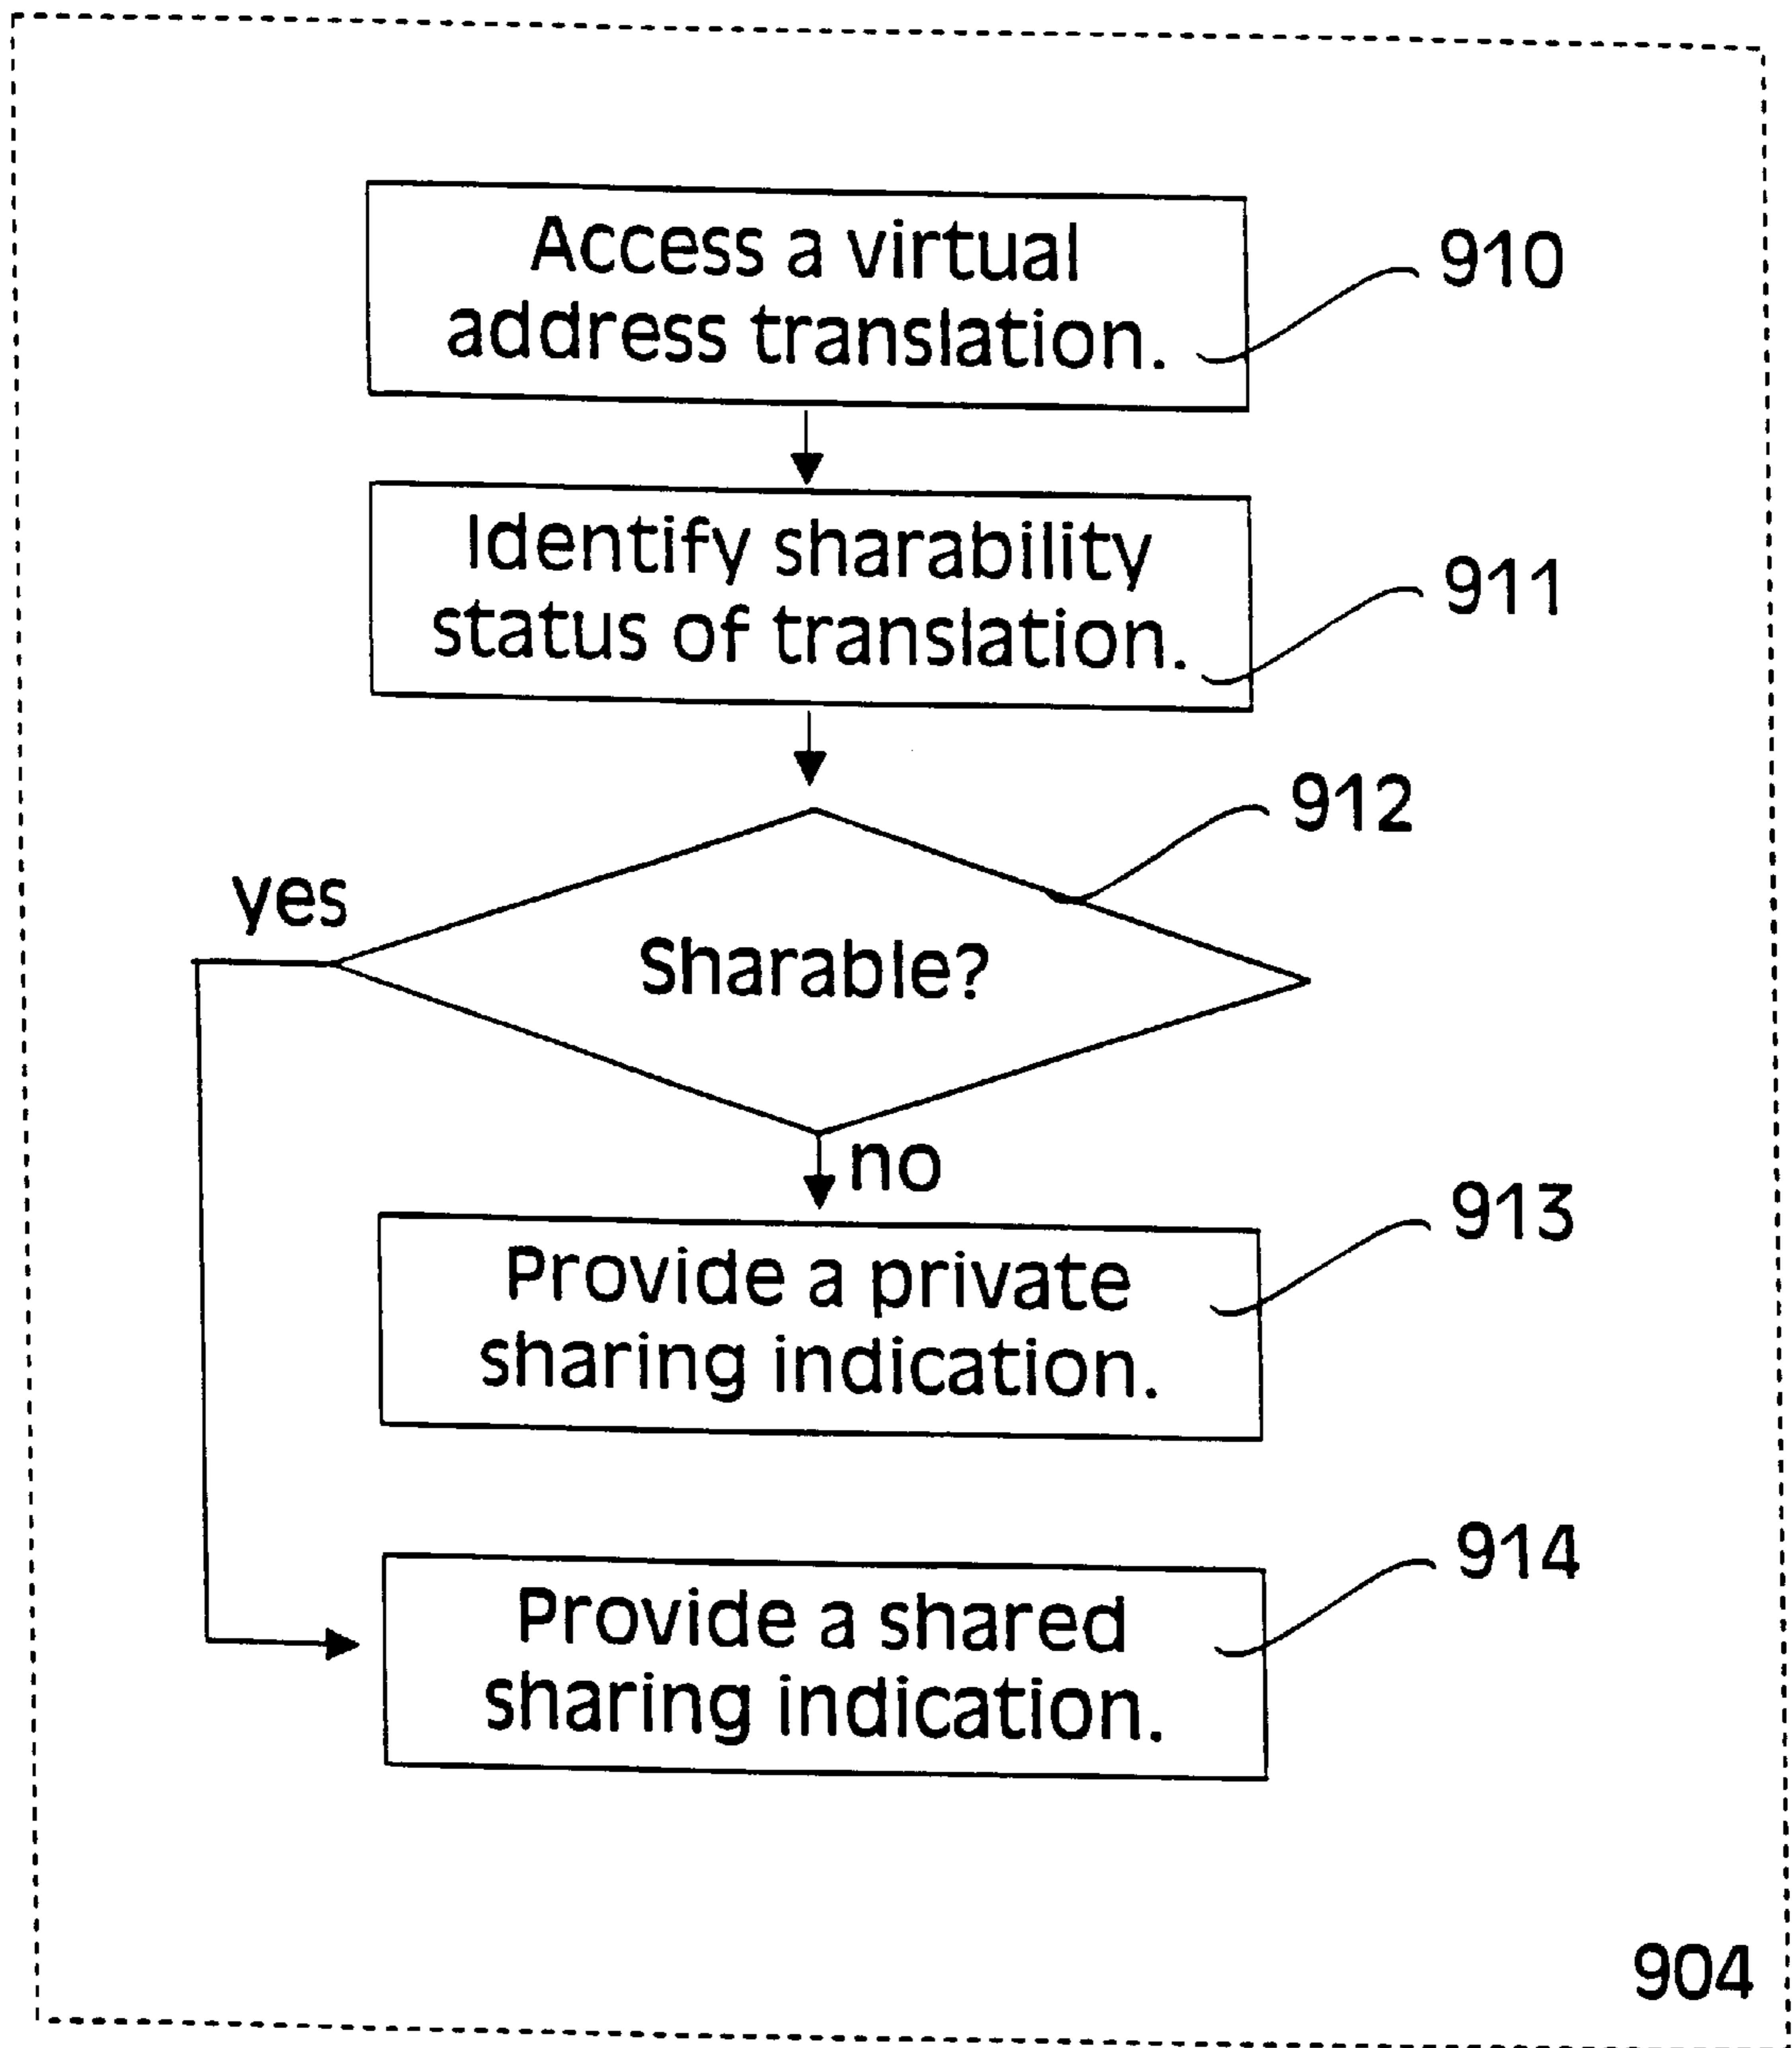 Access a virtual
address translation.
910
Identify sharability
status of translation.
911
912
yes
Sharable?
no
913
Provide a private
sharing indication.
914
Provide a shared
sharing indication.
904